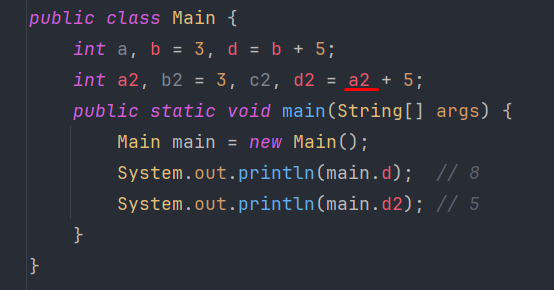 public class Main {
int a, b = 3, d = b + 5;
int a2, b2 = 3, c2, d2 = a2 + 5;
public static void main(String[] args) {
Main main = new Main();
System.out.println(main.d);  // 8
System.out.println(main.d2); // 5
}
}